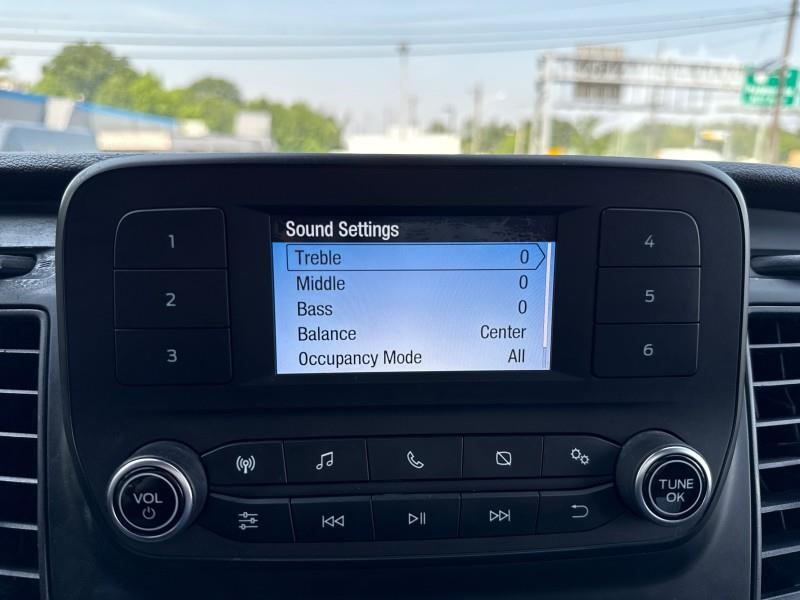 Sound Settings
Treble 0
Middle 0
Bass 0
Balance Center
Occupancy Mode All
1
2
3
4
5
6
VOL
TUNE
OK